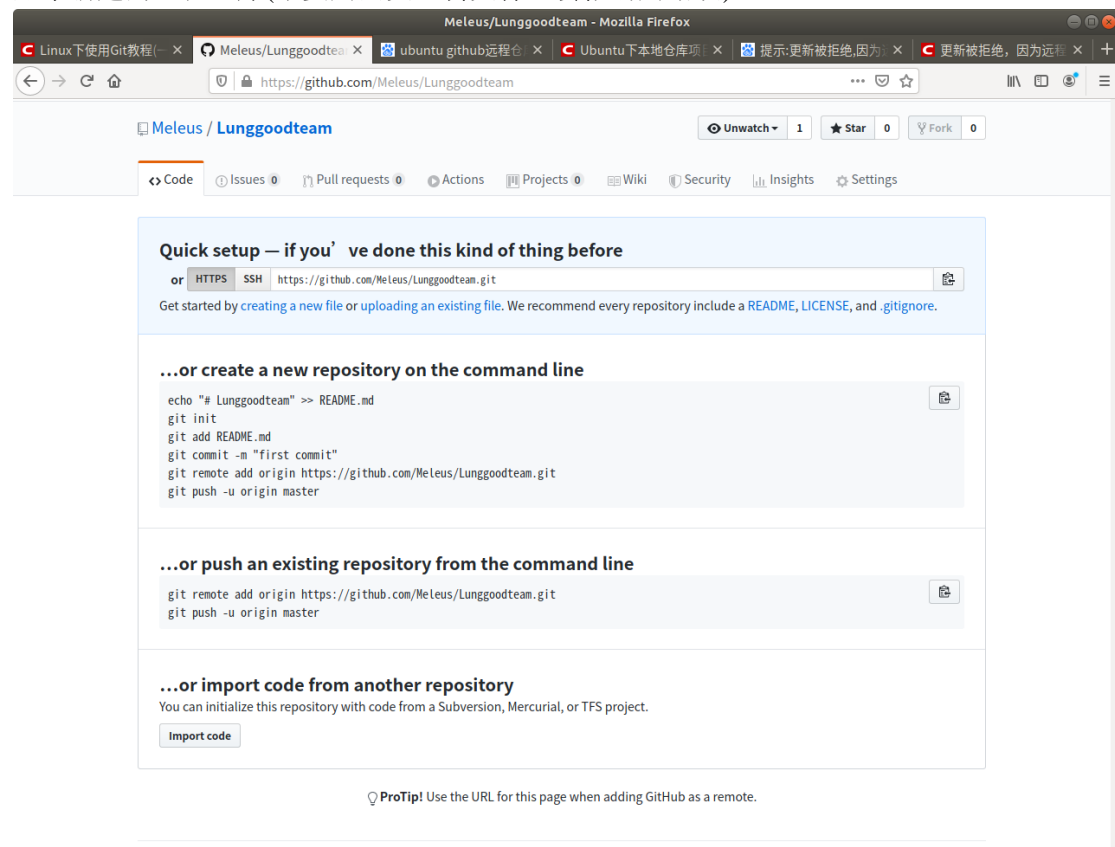 Meleus/Lunggoodteam - Mozilla Firefox
Linux下使用Git教程(一
Meleus/Lunggoodtea
ubuntu github远程仓
Ubuntu下本地仓库项
提示:更新被拒绝,因为
更新被拒绝，因为远程
https://github.com/Meleus/Lunggoodteam
Meleus / Lunggoodteam
Unwatch 1 Star 0 Fork 0
Code Issues 0 Pull requests 0 Actions Projects 0 Wiki Security Insights Settings
Quick setup — if you’ve done this kind of thing before
or HTTPS SSH https://github.com/Meleus/Lunggoodteam.git
Get started by creating a new file or uploading an existing file. We recommend every repository include a README, LICENSE, and .gitignore.
…or create a new repository on the command line
echo "# Lunggoodteam" >> README.md
git init
git add README.md
git commit -m "first commit"
git remote add origin https://github.com/Meleus/Lunggoodteam.git
git push -u origin master
…or push an existing repository from the command line
git remote add origin https://github.com/Meleus/Lunggoodteam.git
git push -u origin master
…or import code from another repository
You can initialize this repository with code from a Subversion, Mercurial, or TFS project.
Import code
ProTip! Use the URL for this page when adding GitHub as a remote.